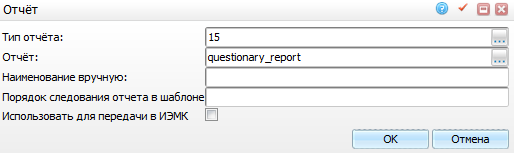 Отчёт
Тип отчёта: 15 ...
Отчёт: questionary_report ...
Наименование вручную:
Порядок следования отчета в шаблоне
Использовать для передачи в ИЭМК
OK Отмена